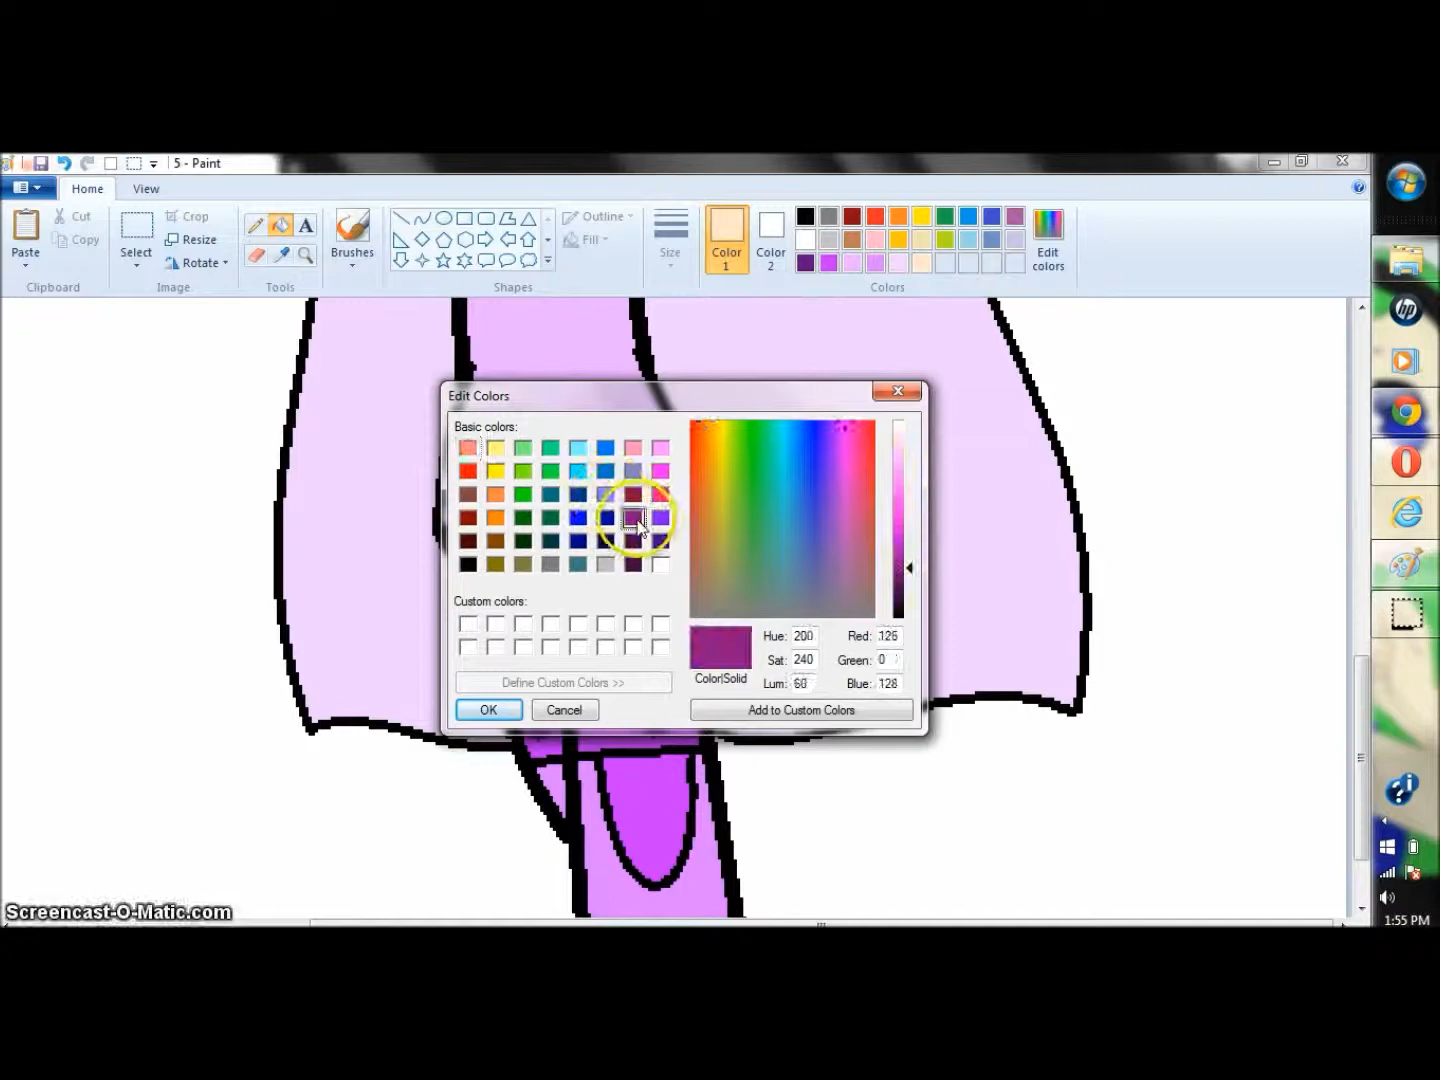 5 - Paint
Home View
Cut
Copy
Paste
Clipboard
Crop
Resize
Rotate
Select
Image
A
Tools
Brushes
Outline
Fill
Shapes
Size
Color 1
Color 2
Edit colors
Colors
Edit Colors
Basic colors:
Custom colors:
Define Custom Colors >>
OK Cancel
Color|Solid
Hue: 200 Red: 126
Sat: 240 Green: 0
Lum: 60 Blue: 128
Add to Custom Colors
hp
Screencast-O-Matic.com
1:55 PM